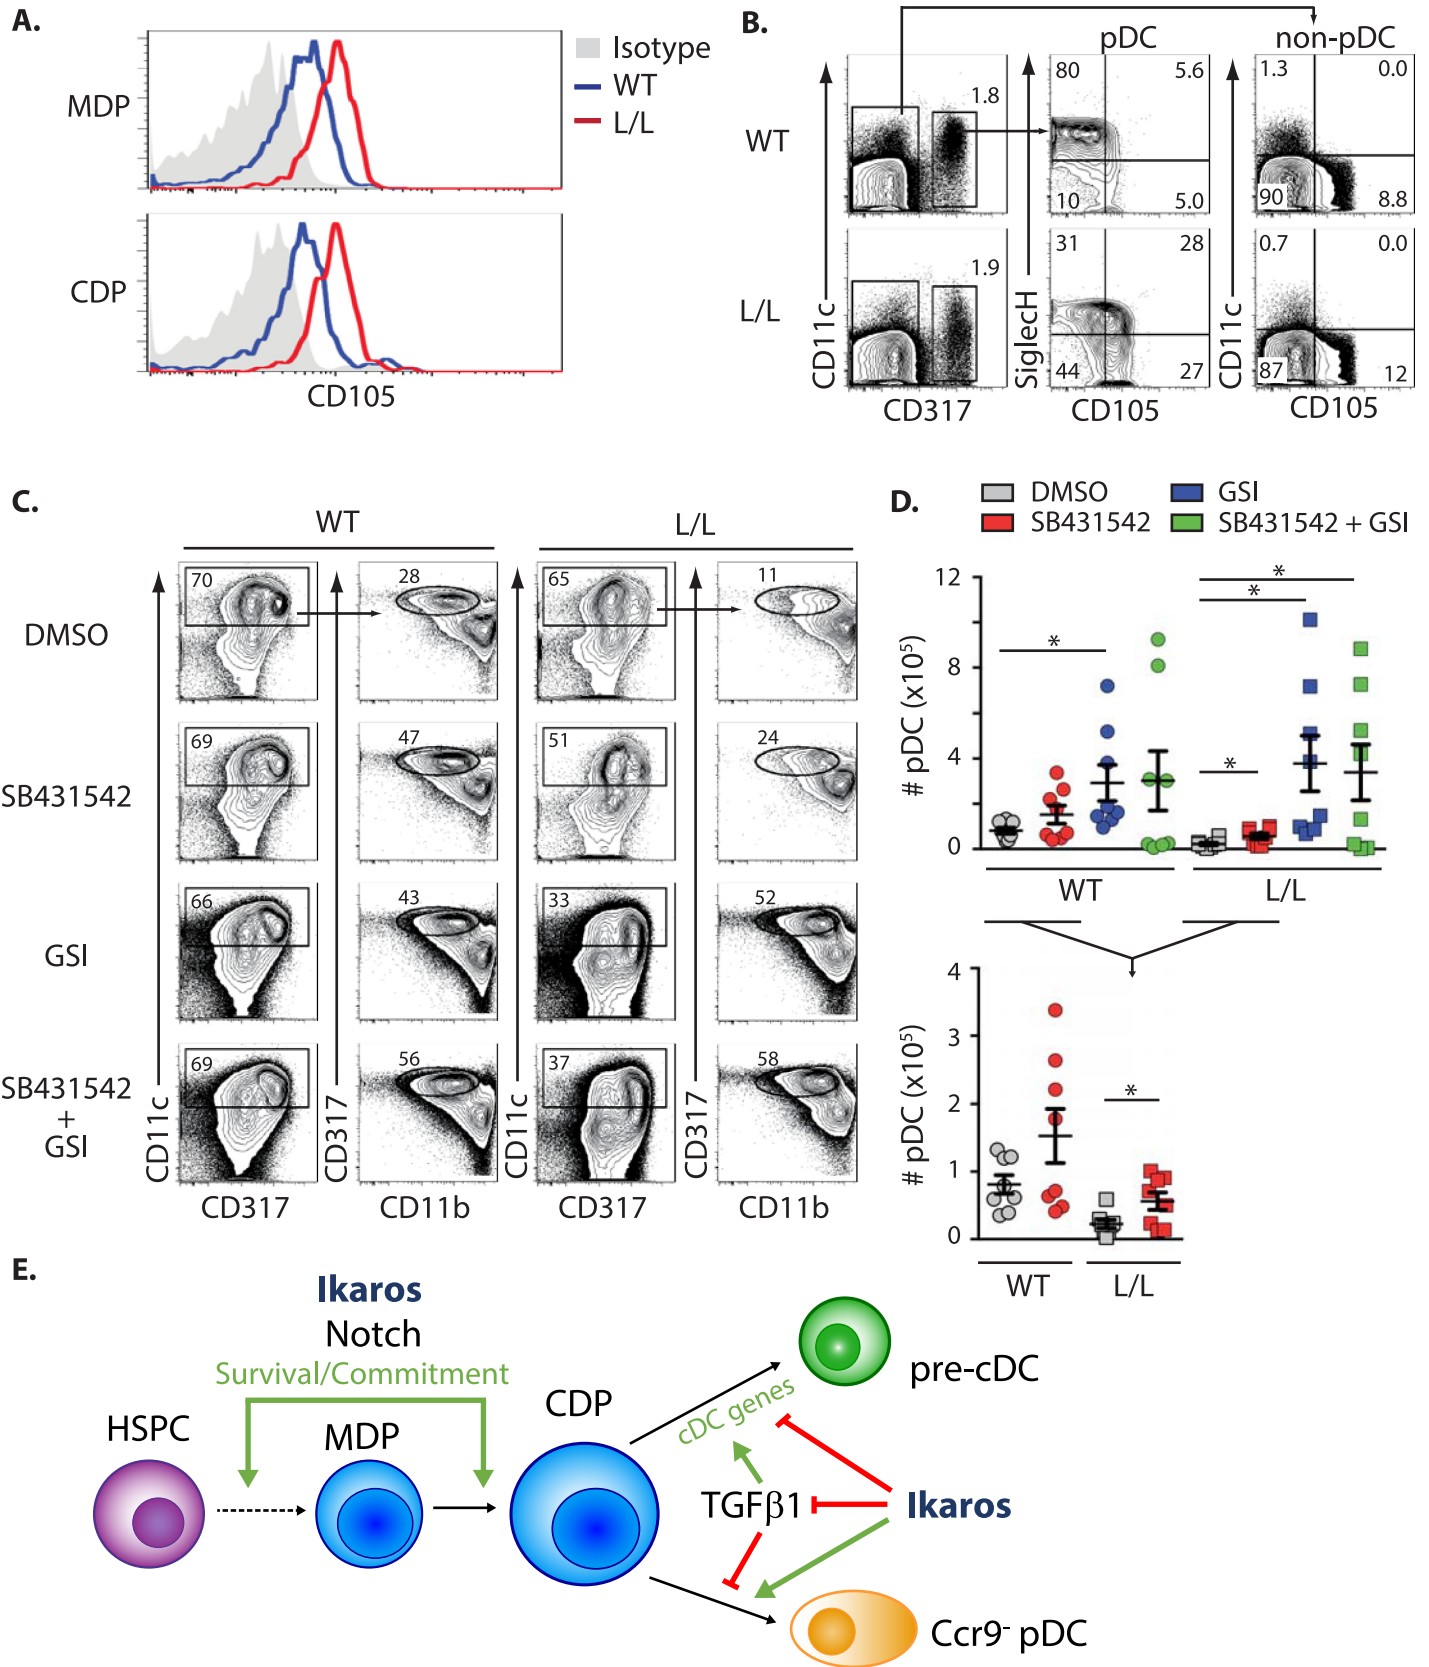 A.
Isotype
WT
L/L
MDP
CDP
CD105
B.
pDC
non-pDC
WT
L/L
1.8
80
5.6
10
5.0
1.3
0.0
90
8.8
1.9
31
28
44
27
0.7
0.0
87
12
CD11c
SiglecH
CD11c
CD317
CD105
CD105
C.
WT
L/L
DMSO
70
28
65
11
SB431542
69
47
51
24
GSI
66
43
33
52
SB431542
+
GSI
69
56
37
58
CD11c
CD317
CD11c
CD317
CD317
CD11b
CD317
CD11b
D.
DMSO
GSI
SB431542
SB431542 + GSI
# pDC (x10⁵)
12
8
4
0
*
*
*
*
WT
L/L
# pDC (x10⁵)
4
3
2
1
0
*
WT
L/L
E.
Ikaros
Notch
Survival/Commitment
HSPC
MDP
CDP
cDC genes
pre-cDC
TGFβ1
Ikaros
Ccr9⁻ pDC